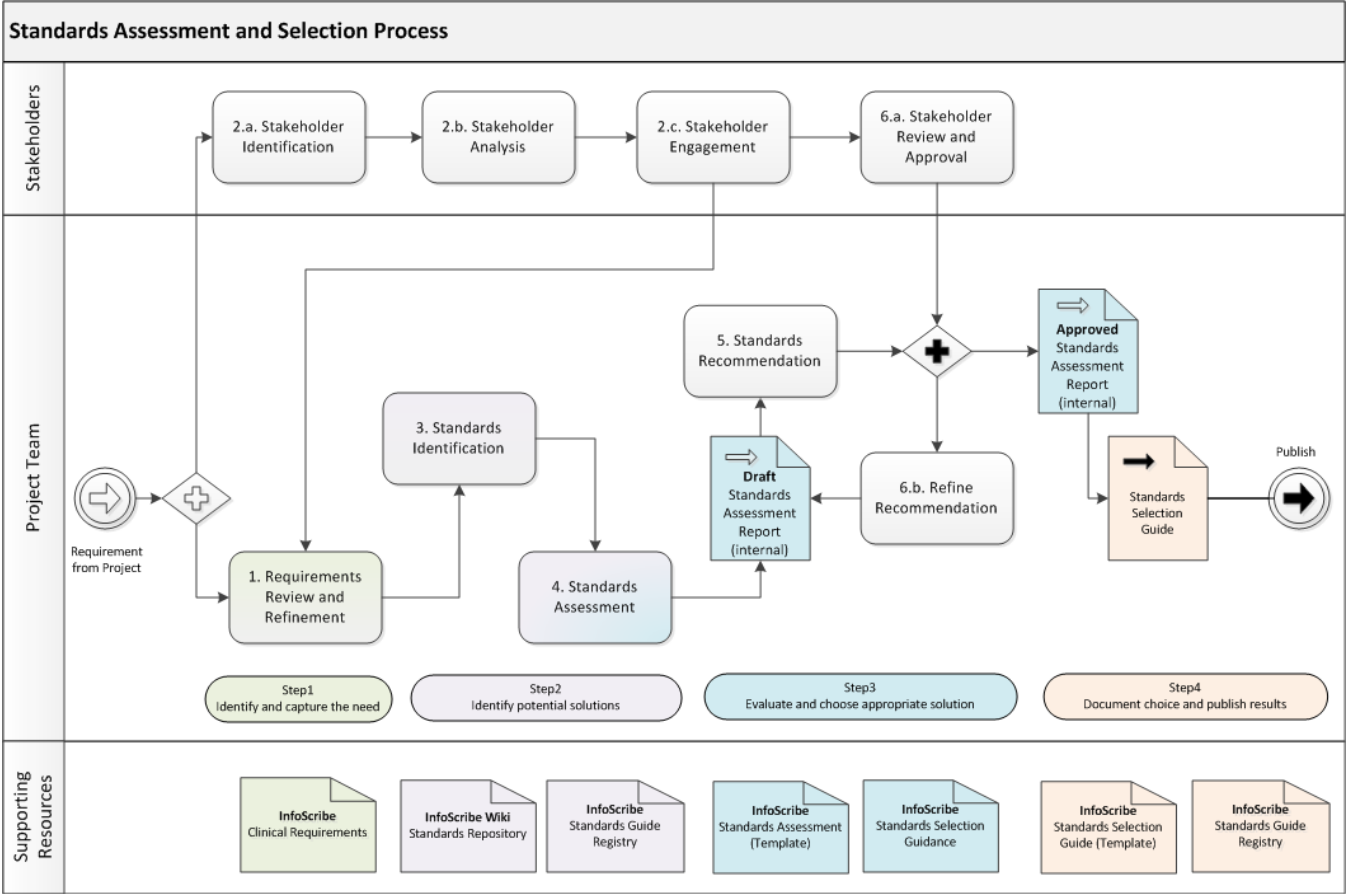 Standards Assessment and Selection Process
Stakeholders
2.a. Stakeholder
Identification
2.b. Stakeholder
Analysis
2.c. Stakeholder
Engagement
6.a. Stakeholder
Review and
Approval
Project Team
Requirement
from Project
1. Requirements
Review and
Refinement
3. Standards
Identification
4. Standards
Assessment
5. Standards
Recommendation
Draft
Standards
Assessment
Report
(internal)
6.b. Refine
Recommendation
Approved
Standards
Assessment
Report
(internal)
Standards
Selection
Guide
Publish
Step1
Identify and capture the need
Step2
Identify potential solutions
Step3
Evaluate and choose appropriate solution
Step4
Document choice and publish results
Supporting
Resources
InfoScribe
Clinical Requirements
InfoScribe Wiki
Standards Repository
InfoScribe
Standards Guide
Registry
InfoScribe
Standards Assessment
(Template)
InfoScribe
Standards Selection
Guidance
InfoScribe
Standards Selection
Guide (Template)
InfoScribe
Standards Guide
Registry